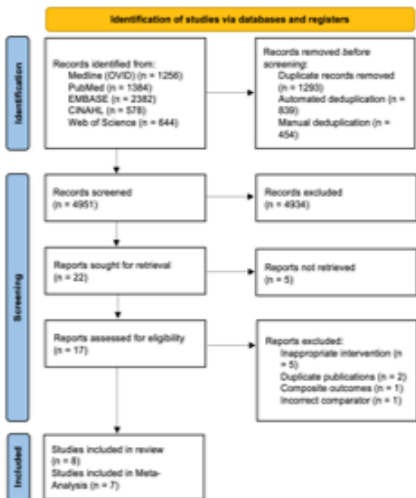 Identification of studies via databases and registers
Identification
Records identified from:
Medline (OVID) (n = 1256)
PubMed (n = 1384)
EMBASE (n = 2382)
CINAHL (n = 578)
Web of Science (n = 644)
Records removed before
screening:
Duplicate records removed
(n = 1293)
Automated deduplication (n =
839)
Manual deduplication (n =
454)
Screening
Records screened
(n = 4951)
Records excluded
(n = 4934)
Reports sought for retrieval
(n = 22)
Reports not retrieved
(n = 5)
Reports assessed for eligibility
(n = 17)
Reports excluded:
Inappropriate intervention (n
= 5)
Duplicate publications (n = 2)
Composite outcomes (n = 1)
Incorrect comparator (n = 1)
Included
Studies included in review
(n = 8)
Studies included in Meta-
Analysis (n = 7)